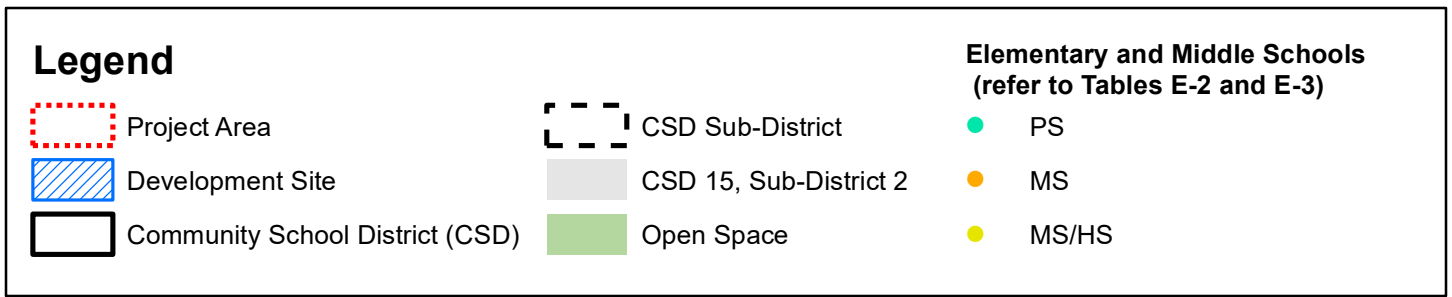 Legend
Project Area
Development Site
Community School District (CSD)
CSD Sub-District
CSD 15, Sub-District 2
Open Space
Elementary and Middle Schools
(refer to Tables E-2 and E-3)
PS
MS
MS/HS